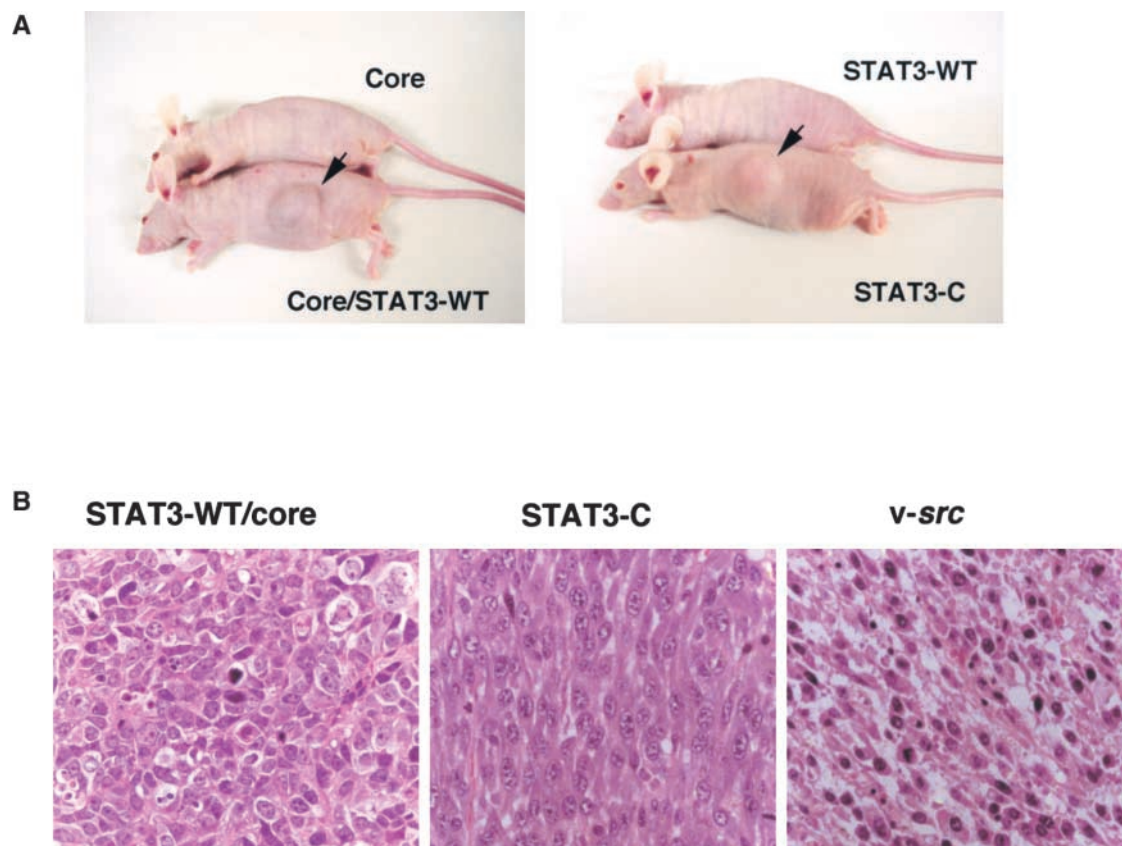 A
Core
Core/STAT3-WT
STAT3-WT
STAT3-C
B
STAT3-WT/core
STAT3-C
v-src